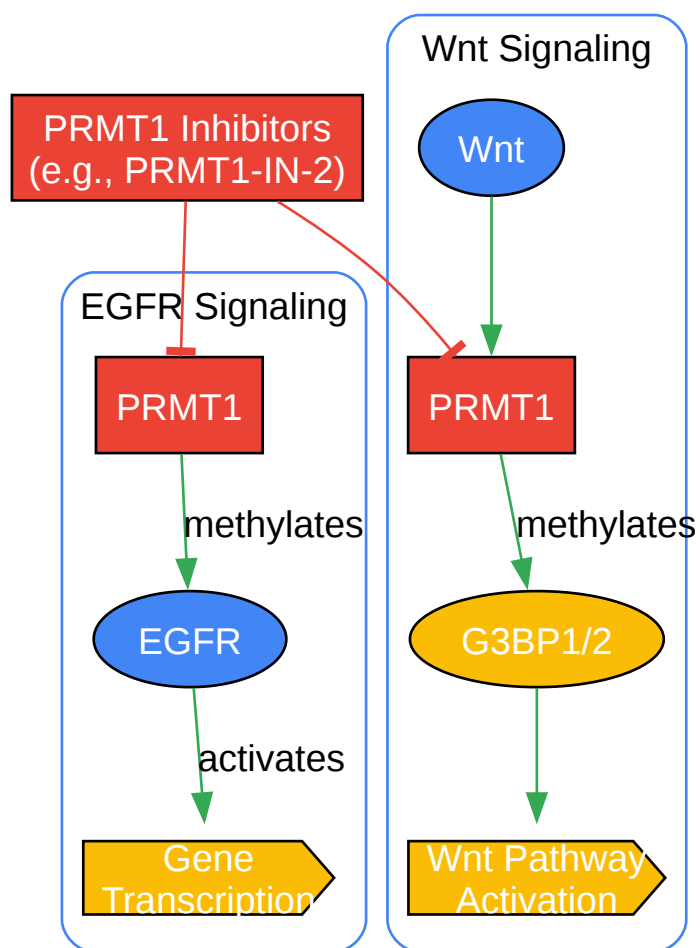 Wnt Signaling
PRMT1 Inhibitors
(e.g., PRMT1-IN-2)
Wnt
EGFR Signaling
PRMT1
PRMT1
methylates
methylates
EGFR
G3BP1/2
activates
Gene
Transcription
Wnt Pathway
Activation